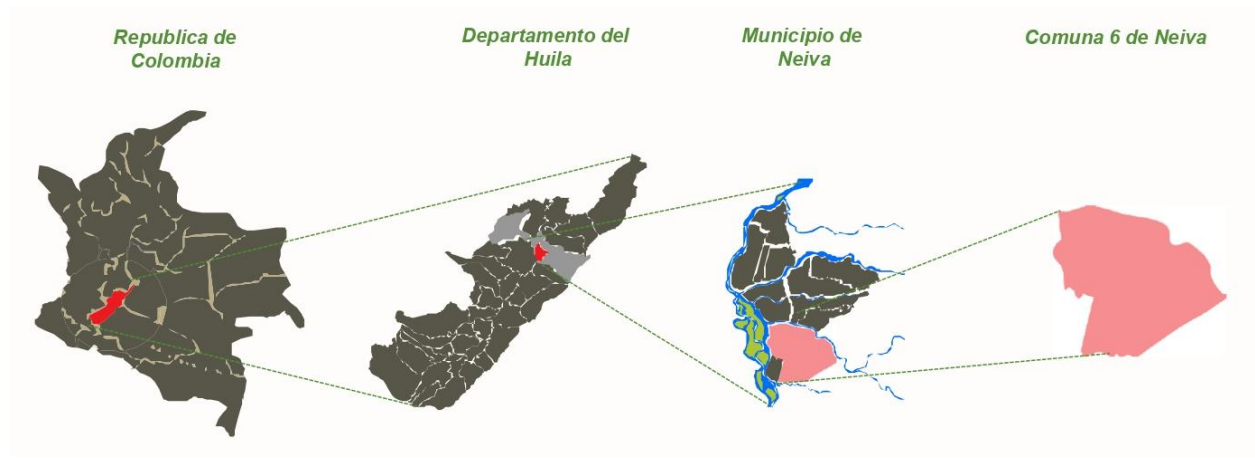 Republica de
Colombia
Departamento del
Huila
Municipio de
Neiva
Comuna 6 de Neiva